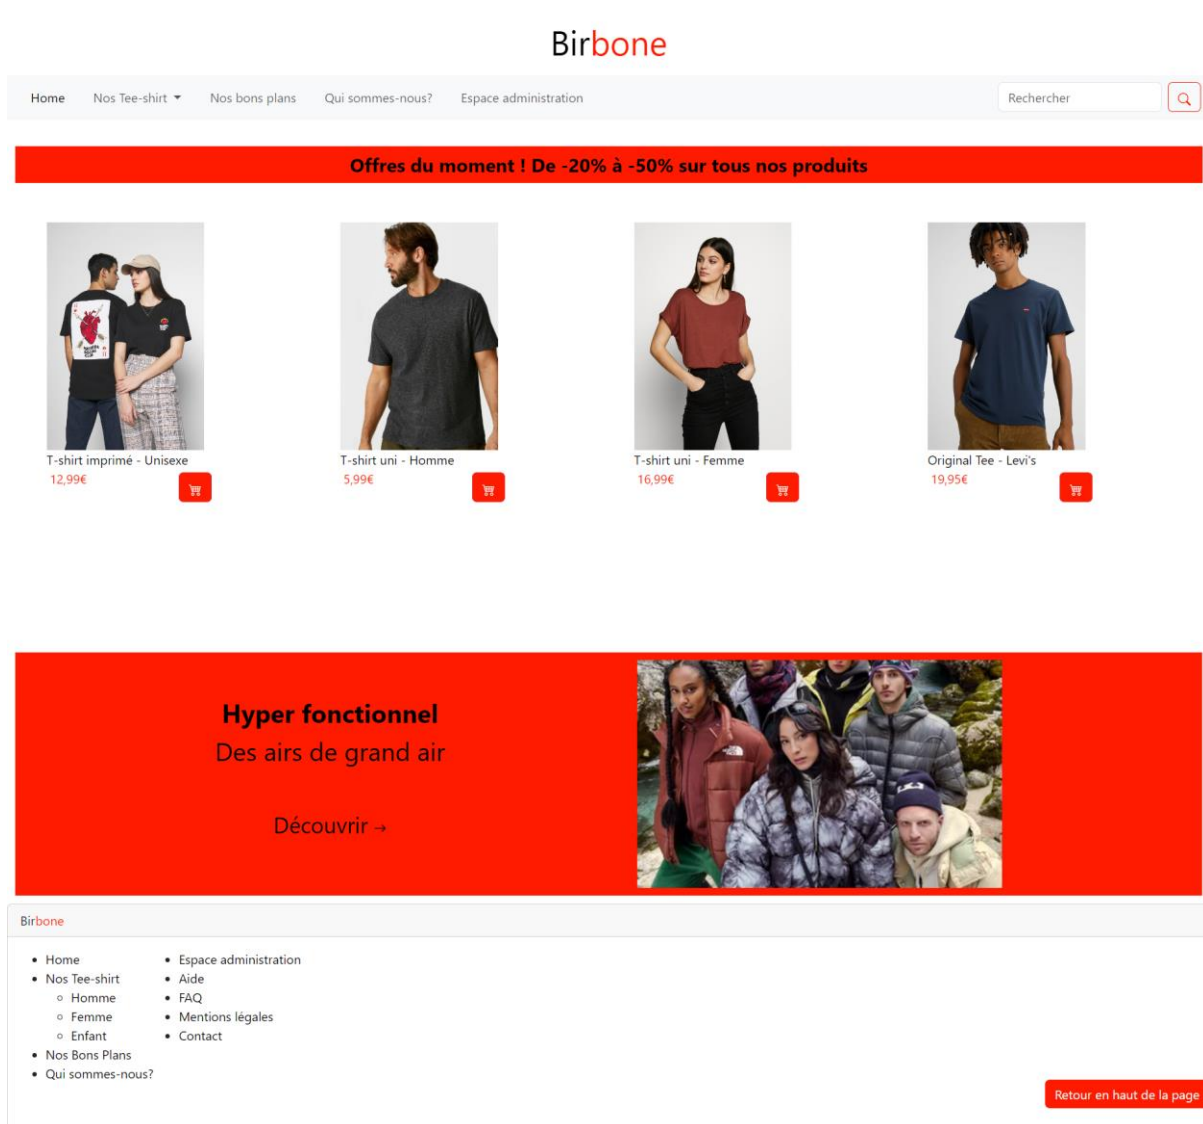 Birbone
Home Nos Tee-shirt Nos bons plans Qui sommes-nous? Espace administration Rechercher
Offres du moment ! De -20% à -50% sur tous nos produits
T-shirt imprimé - Unisexe
12,99€
T-shirt uni - Homme
5,99€
T-shirt uni - Femme
16,99€
Original Tee - Levi's
19,95€
Hyper fonctionnel
Des airs de grand air
Découvrir →
Birbone
Home
Nos Tee-shirt
Homme
Femme
Enfant
Nos Bons Plans
Qui sommes-nous?
Espace administration
Aide
FAQ
Mentions légales
Contact
Retour en haut de la page